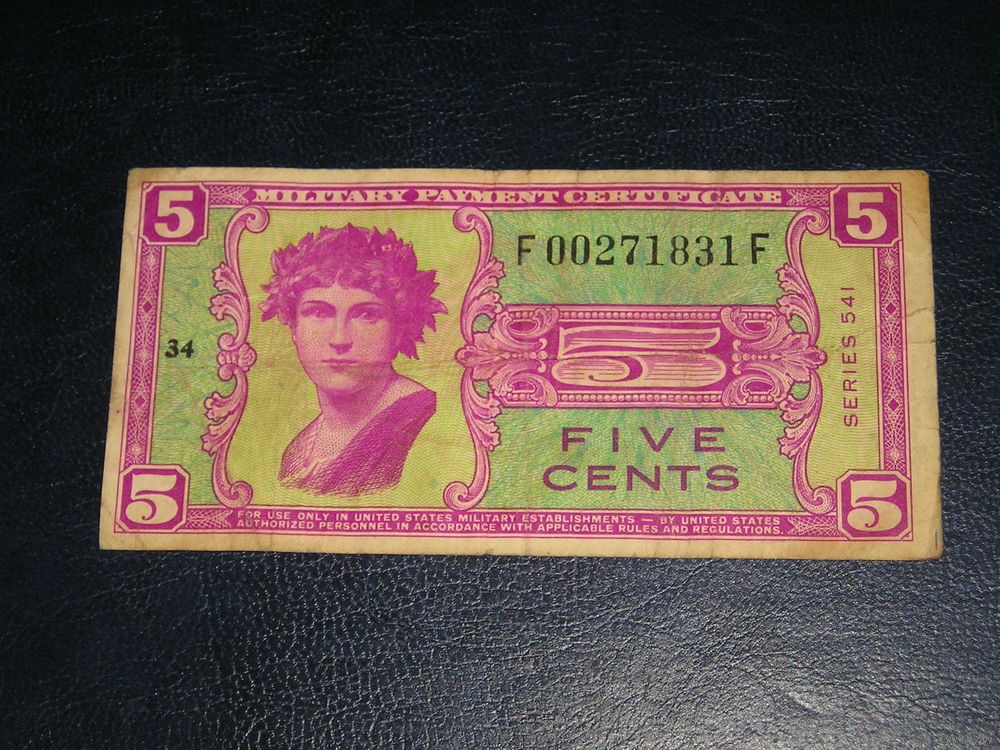 5 MILITARY PAYMENT CERTIFICATE 5
F00271831F
34
5
SERIES 541
FIVE
CENTS
5 5
FOR USE ONLY IN UNITED STATES MILITARY ESTABLISHMENTS — BY UNITED STATES
AUTHORIZED PERSONNEL IN ACCORDANCE WITH APPLICABLE RULES AND REGULATIONS.